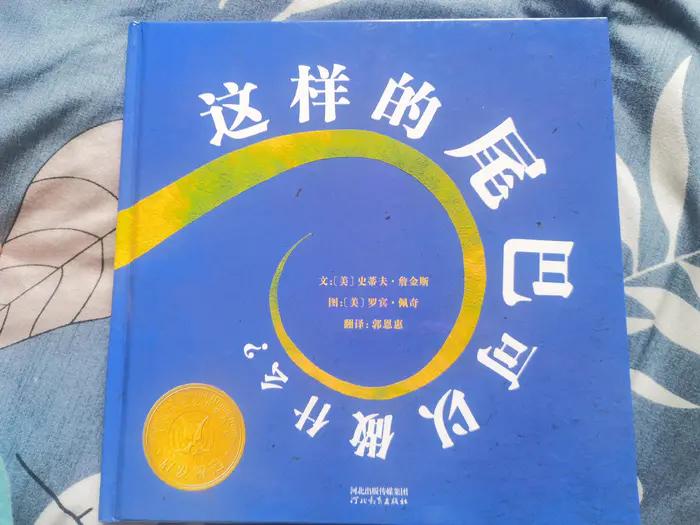 这样的尾巴可以做什么？
文：〔美〕史蒂夫·詹金斯
图：〔美〕罗宾·佩奇
翻译：郭恩惠
河北出版传媒集团
河北教育出版社